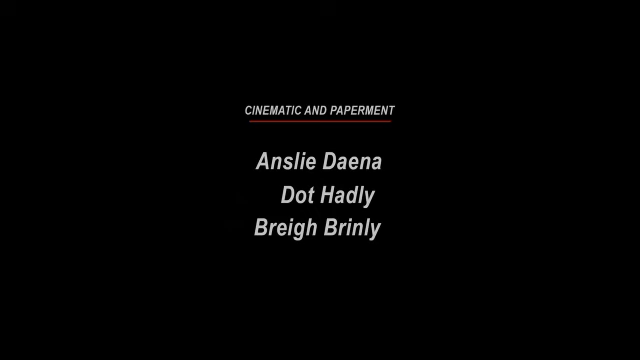 CINEMATIC AND PAPERMENT
Anslie Daena
Dot Hadly
Breigh Brinly